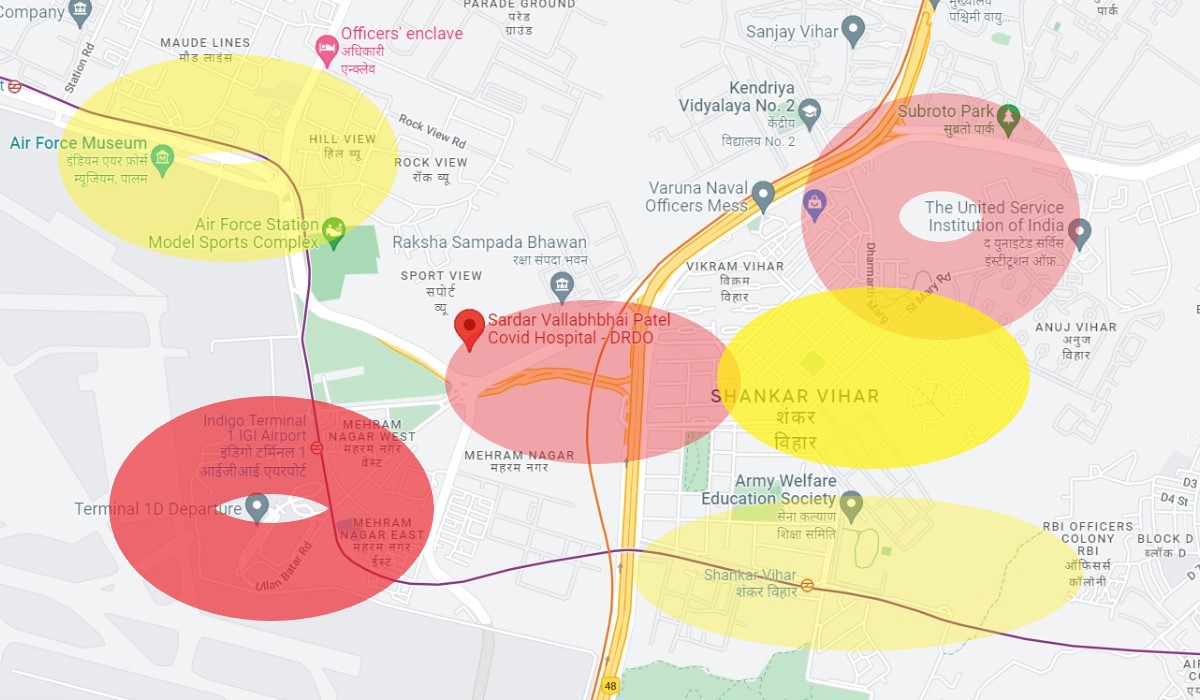 Company
Station Rd
MAUDE LINES
मौड लाइंस
Officers' enclave
अधिकारी
एन्क्लेव
PARADE GROUND
परेड
ग्राउंड
Sanjay Vihar
पश्चिमी वायु...
पार्क
Kendriya
Vidyalaya No. 2
केंद्रीय
विद्यालय No. 2
Subroto Park
सुब्रतो पार्क
Rock View Rd
Air Force Museum
इंडियन एयर फ़ोर्स
म्यूजियम, पालम
HILL VIEW
हिल व्यू
ROCK VIEW
रॉक व्यू
Varuna Naval
Officers Mess
The United Service
Institution of India
द युनाइटेड सर्विस
इंस्टीटूशन ऑफ़...
Air Force Station
Model Sports Complex
Raksha Sampada Bhawan
रक्षा संपदा भवन
SPORT VIEW
सपोर्ट
व्यू
VIKRAM VIHAR
विक्रम
विहार
Dharmarth Marg
St Mary Rd
Sardar Vallabhbhai Patel
Covid Hospital - DRDO
ANUJ VIHAR
अनुज
विहार
SHANKAR VIHAR
शंकर
विहार
Indigo Terminal
1 IGI Airport
इंडिगो टर्मिनल 1
आईजीआई एयरपोर्ट
MEHRAM
NAGAR WEST
महरम नगर
वेस्ट
MEHRAM NAGAR
महरम नगर
Terminal 1D Departure
MEHRAM
NAGAR EAST
महरम नगर
ईस्ट
Ullan Batar Rd
Army Welfare
Education Society
सेना कल्याण
शिक्षा समिति
D3
D4 St
RBI OFFICERS
COLONY
RBI
ऑफिसर्स
कॉलोनी
BLOCK D
ब्लॉक D
Shankar Vihar
शंकर विहार
48